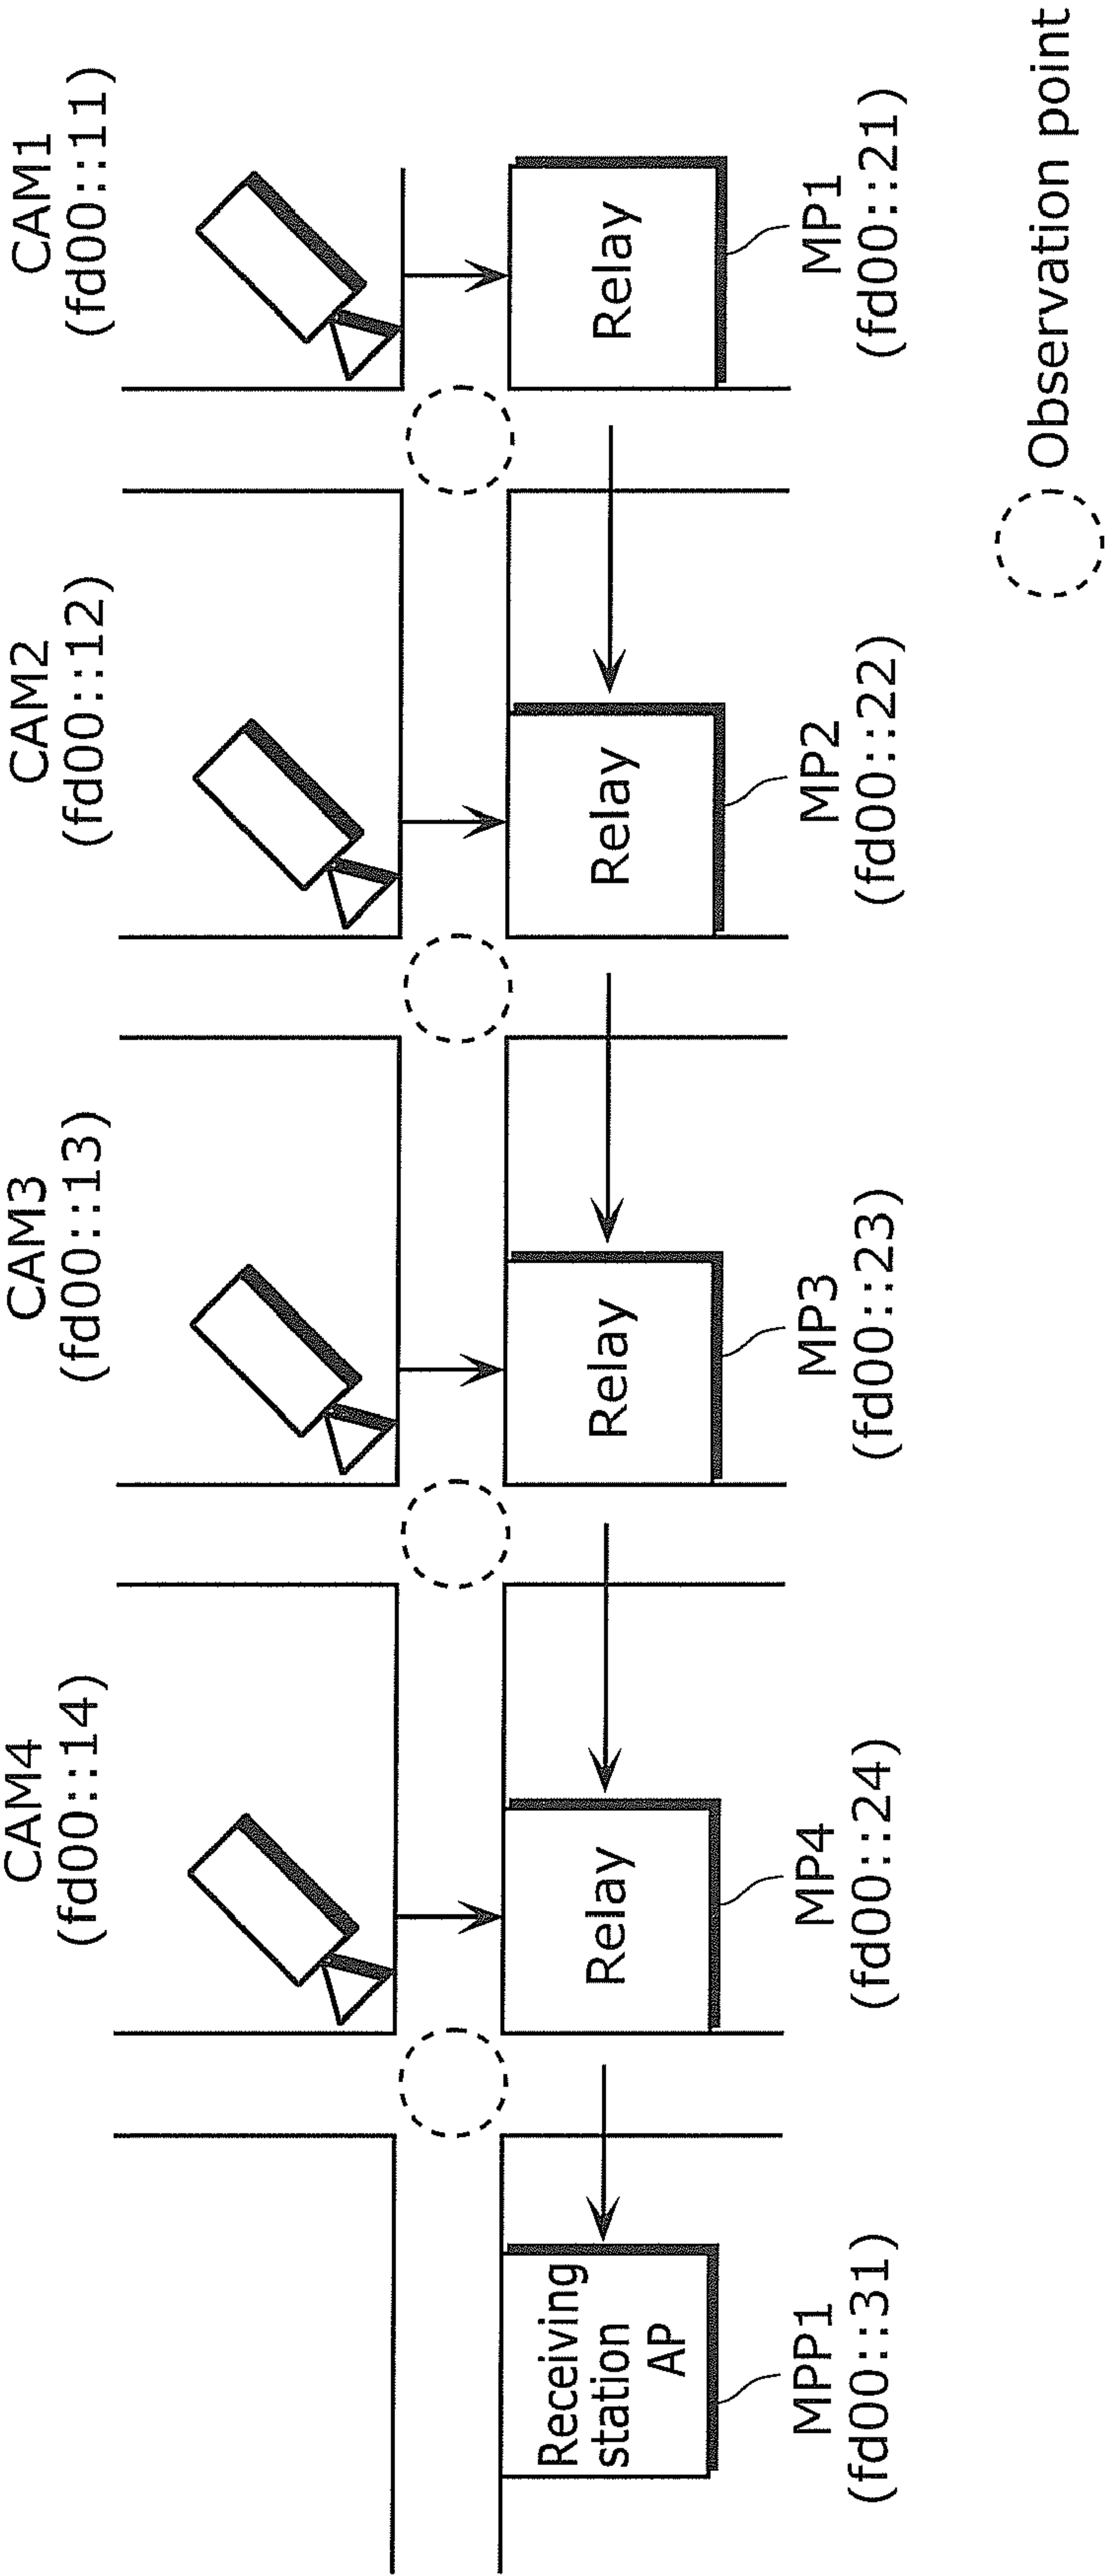 CAM4
(fd00::14)
CAM3
(fd00::13)
CAM2
(fd00::12)
CAM1
(fd00::11)
Receiving
station
AP
Relay
Relay
Relay
Relay
MPP1
(fd00::31)
MP4
(fd00::24)
MP3
(fd00::23)
MP2
(fd00::22)
MP1
(fd00::21)
Observation point